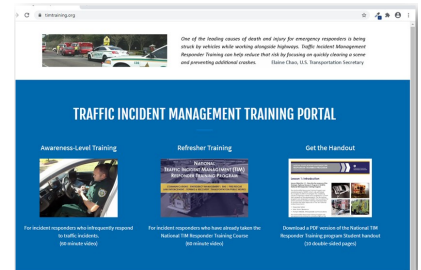 timtraining.org
One of the leading causes of death and injury for emergency responders is being
struck by vehicles while working alongside highways. Traffic Incident Management
Responder Training can help reduce that risk by focusing on quickly clearing a scene
and preventing additional crashes. Elaine Chao, U.S. Transportation Secretary
TRAFFIC INCIDENT MANAGEMENT TRAINING PORTAL
Awareness-Level Training
Refresher Training
Get the Handout
NATIONAL
TRAFFIC INCIDENT MANAGEMENT (TIM)
RESPONDER TRAINING PROGRAM
For incident responders who infrequently respond
to traffic incidents.
(60 minute video)
For incident responders who have already taken the
National TIM Responder Training Course
(60 minute video)
Download a PDF version of the National TIM
Responder Training program Student handout
(15 double-sided pages)